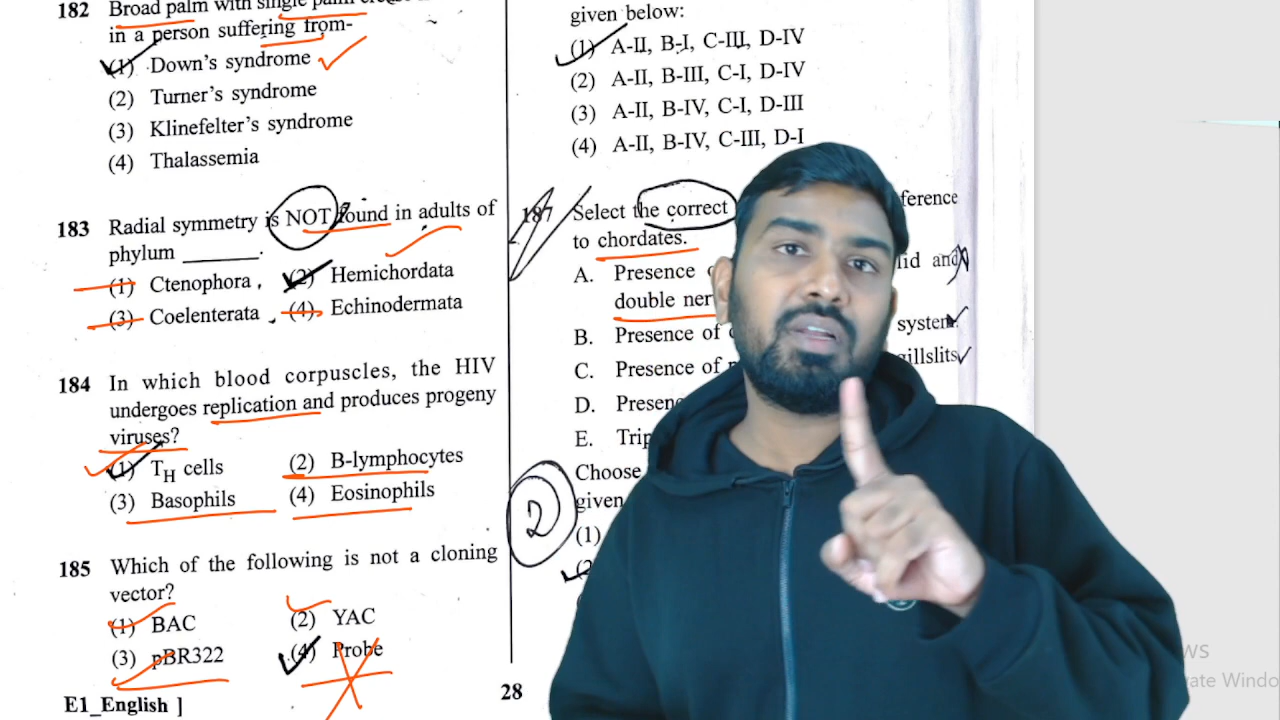 182 Broad palm with single palm crease
in a person suffering from-
(1) Down's syndrome
(2) Turner's syndrome
(3) Klinefelter's syndrome
(4) Thalassemia
183 Radial symmetry is NOT found in adults of
phylum ______.
(1) Ctenophora , (2) Hemichordata
(3) Coelenterata . (4) Echinodermata
184 In which blood corpuscles, the HIV
undergoes replication and produces progeny
viruses?
(1) TH cells (2) B-lymphocytes
(3) Basophils (4) Eosinophils
185 Which of the following is not a cloning
vector?
(1) BAC (2) YAC
(3) pBR322 (4) Probe
E1_English ]
28
given below:
(1) A-II, B-I, C-III, D-IV
(2) A-II, B-III, C-I, D-IV
(3) A-II, B-IV, C-I, D-III
(4) A-II, B-IV, C-III, D-I
187 Select the correct
to chordates.
A. Presence
double
B. Presence of system.
C. Presence of gillslits
D.
E.
Choose
given
(1)
2